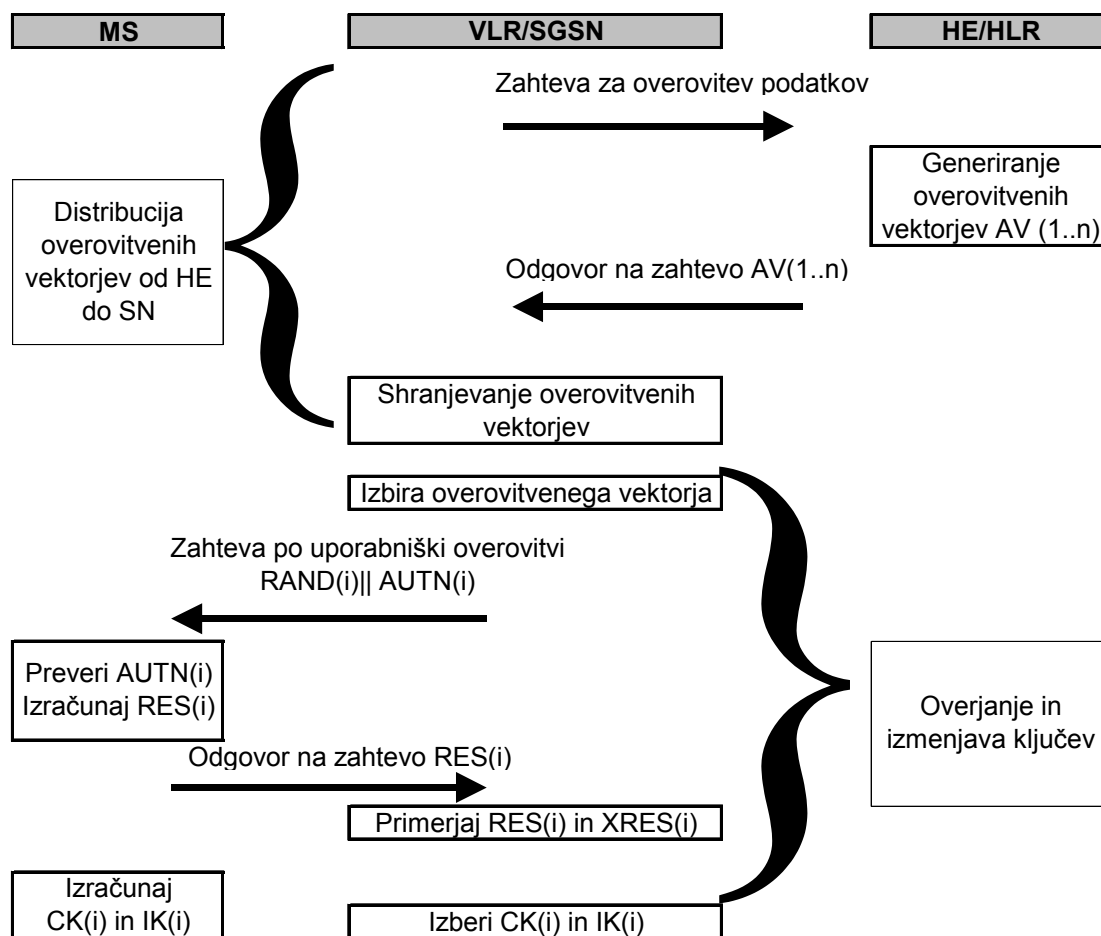 MS
VLR/SGSN
HE/HLR
Zahteva za overovitev podatkov
Generiranje
overovitvenih
vektorjev AV (1..n)
Distribucija
overovitvenih
vektorjev od HE
do SN
Odgovor na zahtevo AV(1..n)
Shranjevanje overovitvenih
vektorjev
Izbira overovitvenega vektorja
Zahteva po uporabniški overovitvi
RAND(i)|| AUTN(i)
Preveri AUTN(i)
Izračunaj RES(i)
Overjanje in
izmenjava ključev
Odgovor na zahtevo RES(i)
Primerjaj RES(i) in XRES(i)
Izračunaj
CK(i) in IK(i)
Izberi CK(i) in IK(i)